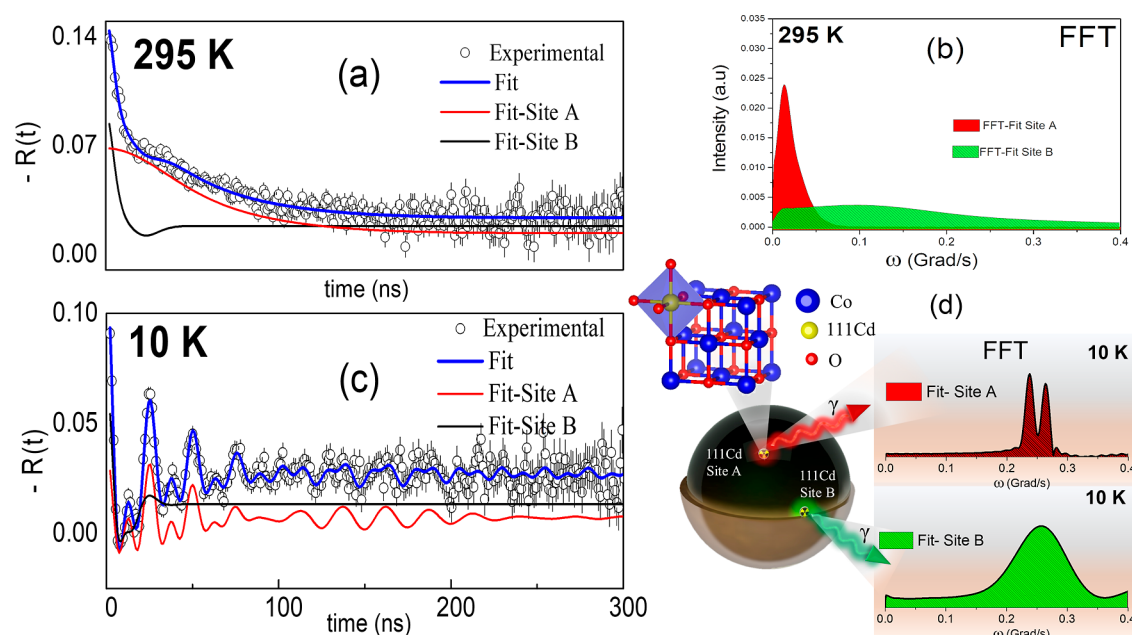 0.14
295 K
(a)
Experimental
Fit
Fit-Site A
Fit-Site B
0.07
0.00
- R(t)
time (ns)
0.10
10 K
(c)
Experimental
Fit
Fit-Site A
Fit-Site B
0.05
0.00
- R(t)
0 100 200 300
time (ns)
0.035
295 K
(b)
FFT
0.030
0.025
0.020
0.015
0.010
0.005
0.000
Intensity (a.u)
FFT-Fit Site A
FFT-Fit Site B
0.0 0.1 0.2 0.3 0.4
ω (Grad/s)
Co
111Cd
O
(d)
FFT
10 K
Fit- Site A
γ
0.0 0.1 0.2 0.3 0.4
ω (Grad/s)
111Cd
Site A
111Cd
Site B
γ
10 K
Fit- Site B
0.0 0.1 0.2 0.3 0.4
ω (Grad/s)